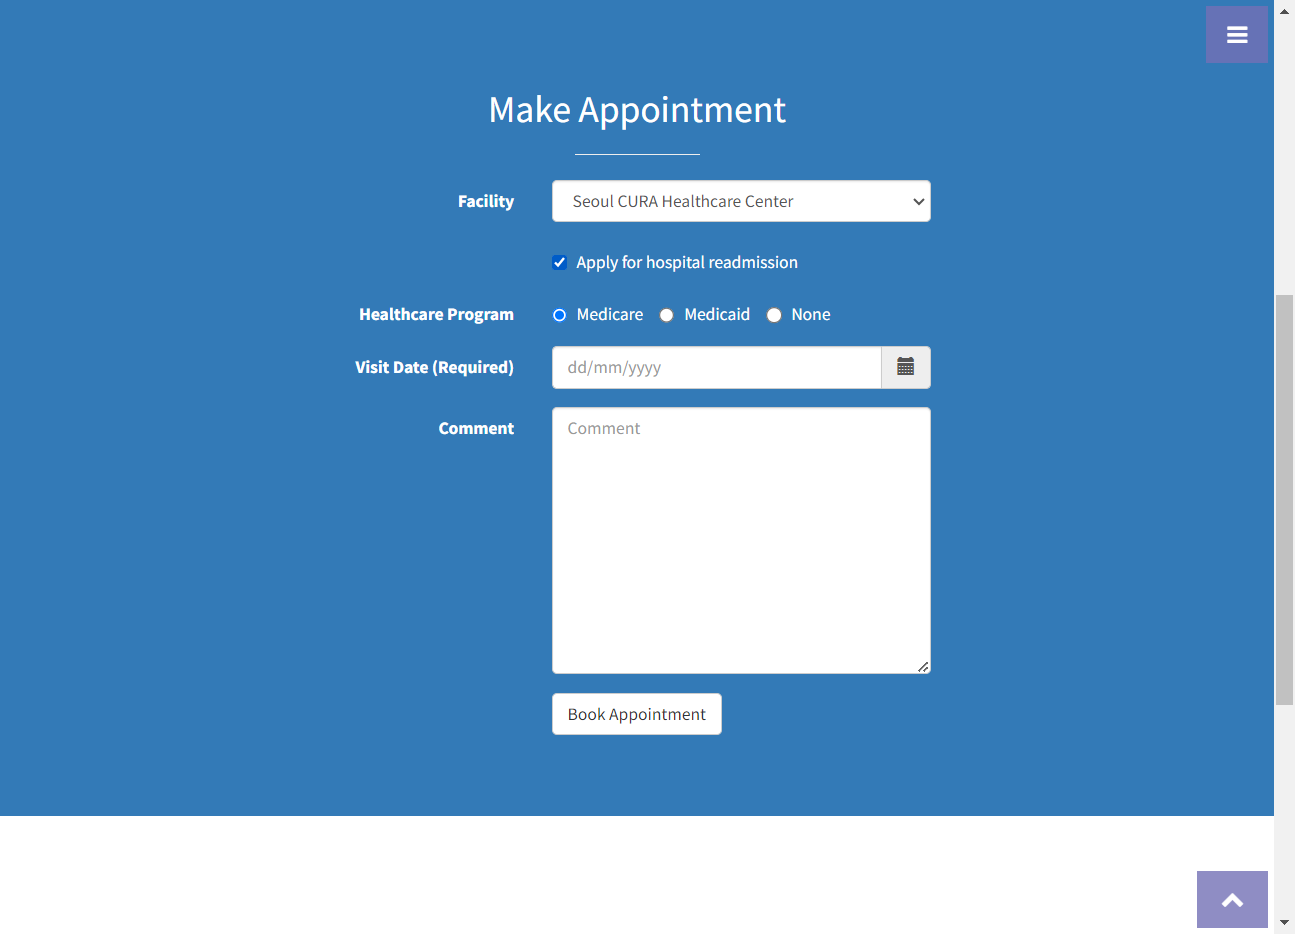 Make Appointment
Facility
Seoul CURA Healthcare Center
Apply for hospital readmission
Healthcare Program
Medicare
Medicaid
None
Visit Date (Required)
dd/mm/yyyy
Comment
Comment
Book Appointment